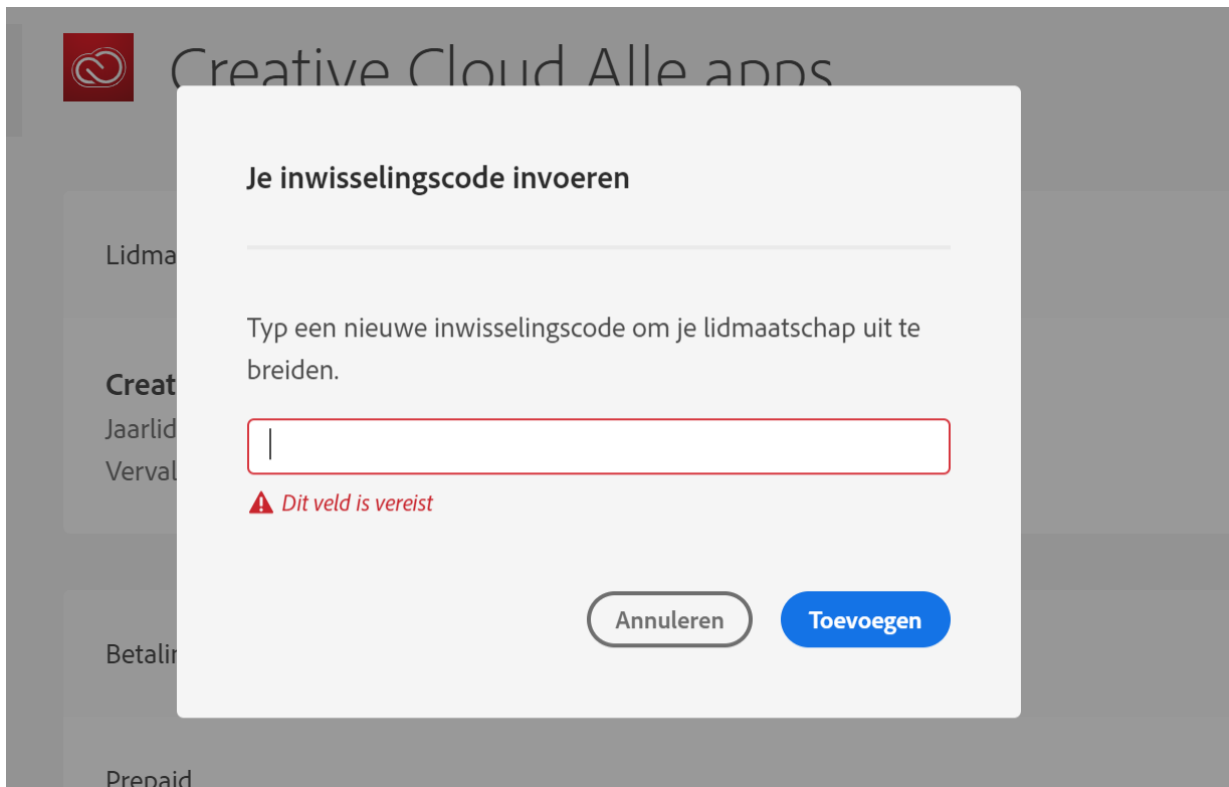 Creative Cloud Alle apps
Je inwisselingscode invoeren
Lidma
Typ een nieuwe inwisselingscode om je lidmaatschap uit te
breiden.
Creat
Jaarlid
Verval
Dit veld is vereist
Annuleren
Toevoegen
Betalin
Prepaid